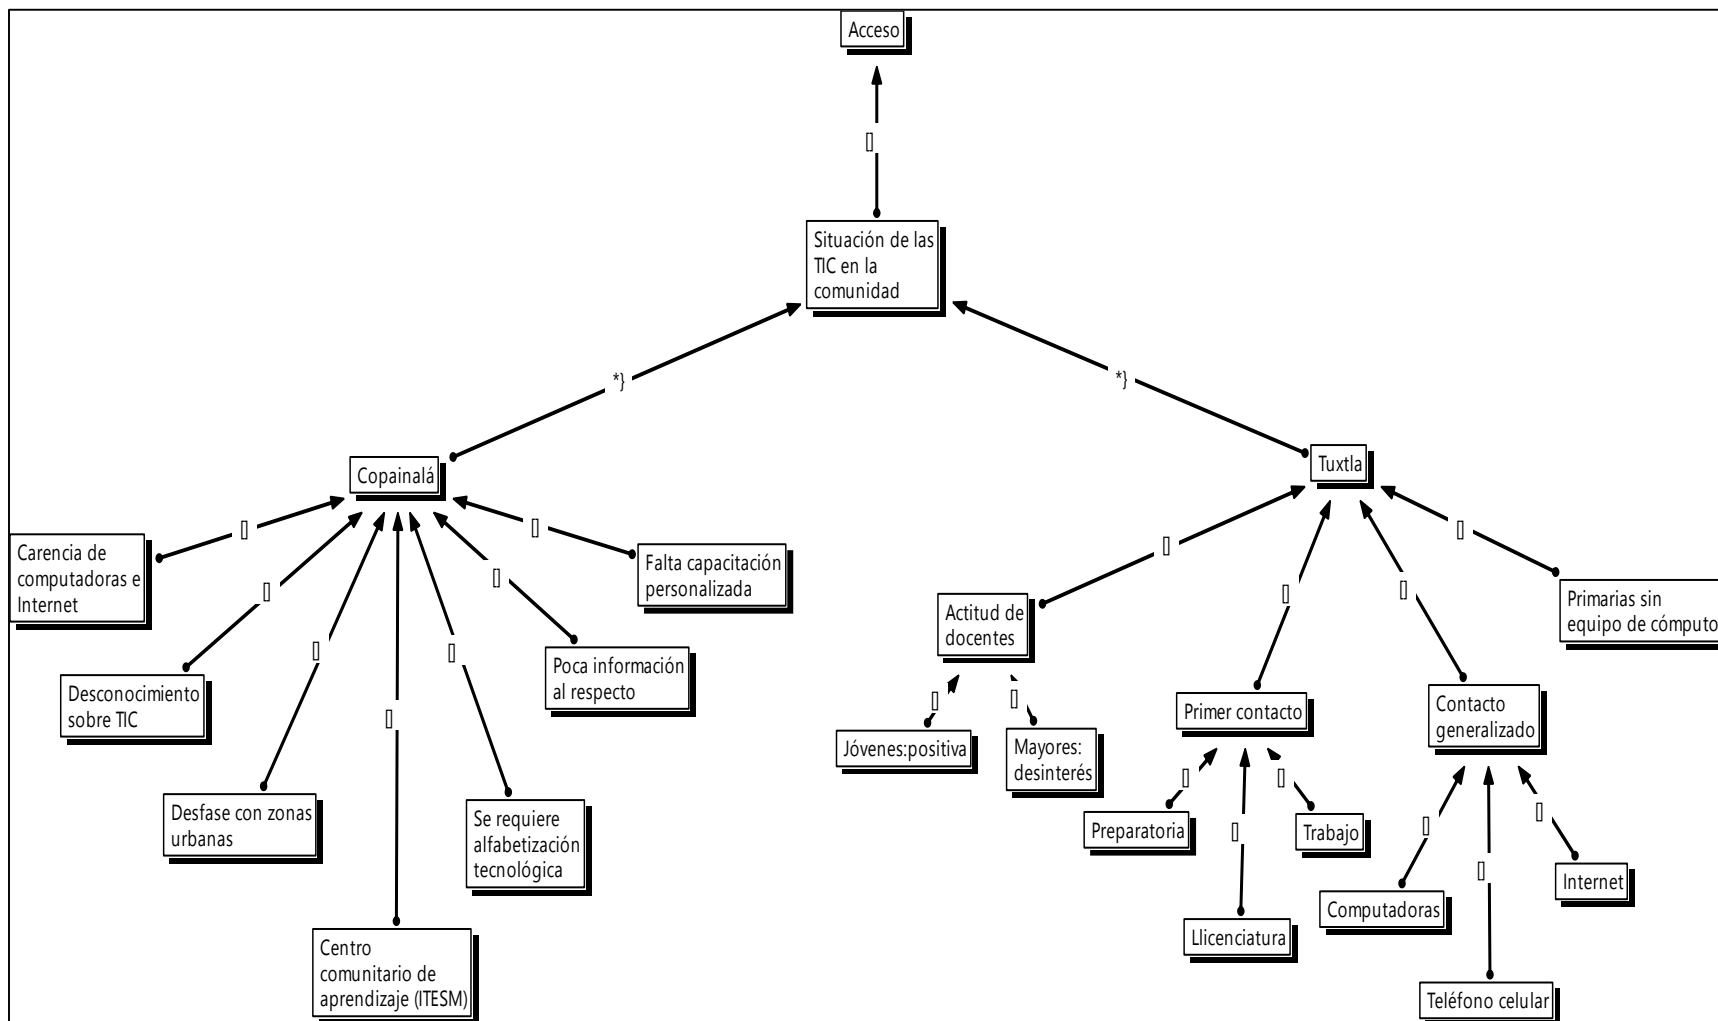 Acceso
Situación de las
TIC en la
comunidad
*}
*}
Copainalá
Tuxtla
Carencia de
computadoras e
Internet
Falta capacitación
personalizada
Desconocimiento
sobre TIC
Poca información
al respecto
Desfase con zonas
urbanas
Se requiere
alfabetización
tecnológica
Centro
comunitario de
aprendizaje (ITESM)
Actitud de
docentes
Primarias sin
equipo de cómputo
Primer contacto
Contacto
generalizado
Jóvenes:positiva
Mayores:
desinterés
Preparatoria
Trabajo
Llicenciatura
Computadoras
Internet
Teléfono celular